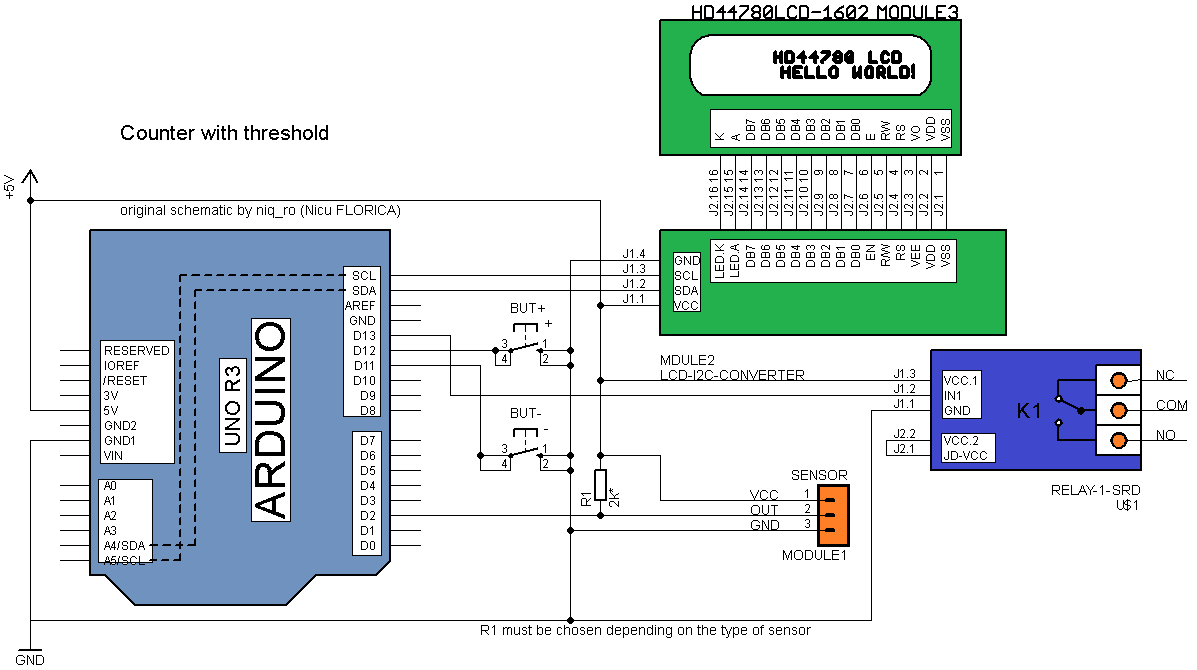 HD44780LCD-1602 MODULE3
HD44780 LCD
HELLO WORLD!
K A DB7 DB6 DB5 DB4 DB3 DB2 DB1 DB0 E RW RS VO VDD VSS
16 15 14 13 12 11 10 9 8 7 6 5 4 3 2 1
J2.16 J2.15 J2.14 J2.13 J2.12 J2.11 J2.10 J2.9 J2.8 J2.7 J2.6 J2.5 J2.4 J2.3 J2.2 J2.1
LED.K LED.A DB7 DB6 DB5 DB4 DB3 DB2 DB1 DB0 EN R/W RS VEE VDD VSS
Counter with threshold
+5V
original schematic by niq_ro (Nicu FLORICA)
J1.4 GND
J1.3 SCL
J1.2 SDA
J1.1 VCC
MDULE2
LCD-I2C-CONVERTER
ARDUINO
UNO R3
RESERVED
IOREF
/RESET
3V
5V
GND2
GND1
VIN
A0
A1
A2
A3
A4/SDA
A5/SCL
SCL
SDA
AREF
GND
D13
D12
D11
D10
D9
D8
D7
D6
D5
D4
D3
D2
D1
D0
BUT+
+
3 1
4 2
BUT-
-
3 1
4 2
R1
2K*
SENSOR
VCC 1
OUT 2
GND 3
MODULE1
J1.3 VCC.1
J1.2 IN1
J1.1 GND
J2.2 VCC.2
J2.1 JD-VCC
K1
NC
COM
NO
RELAY-1-SRD
U$1
R1 must be chosen depending on the type of sensor
GND